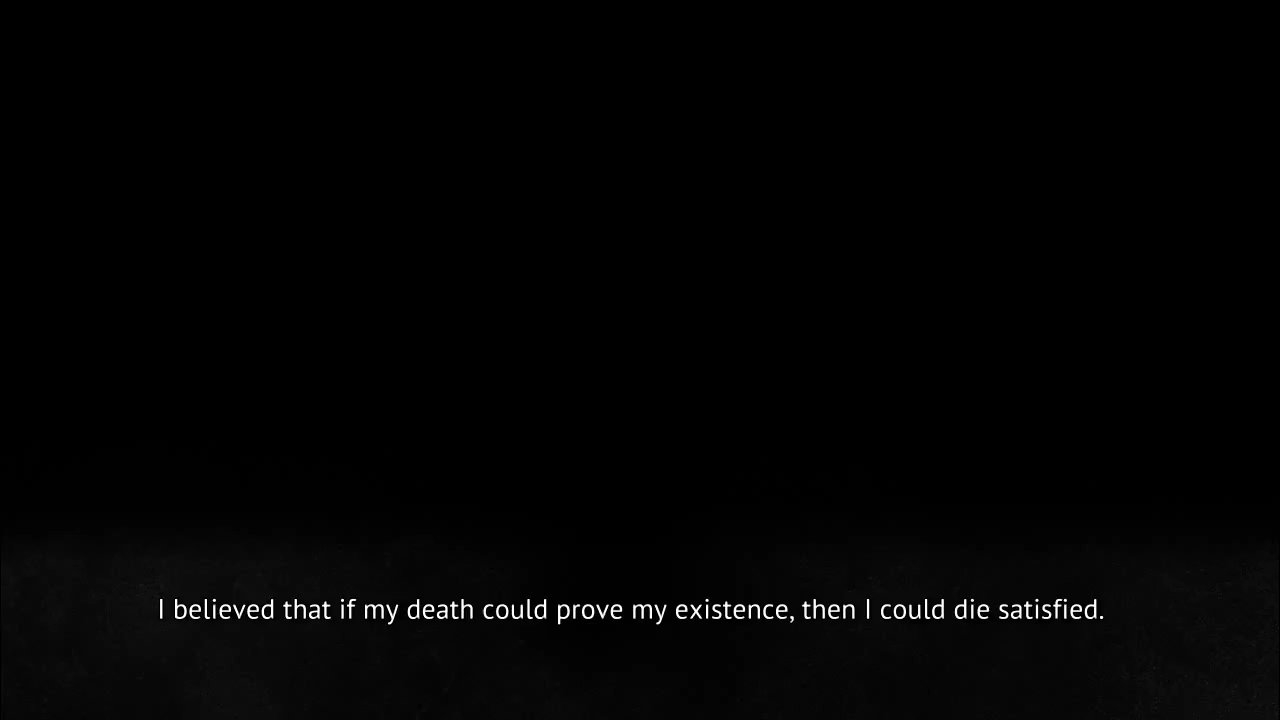 I believed that if my death could prove my existence, then I could die satisfied.